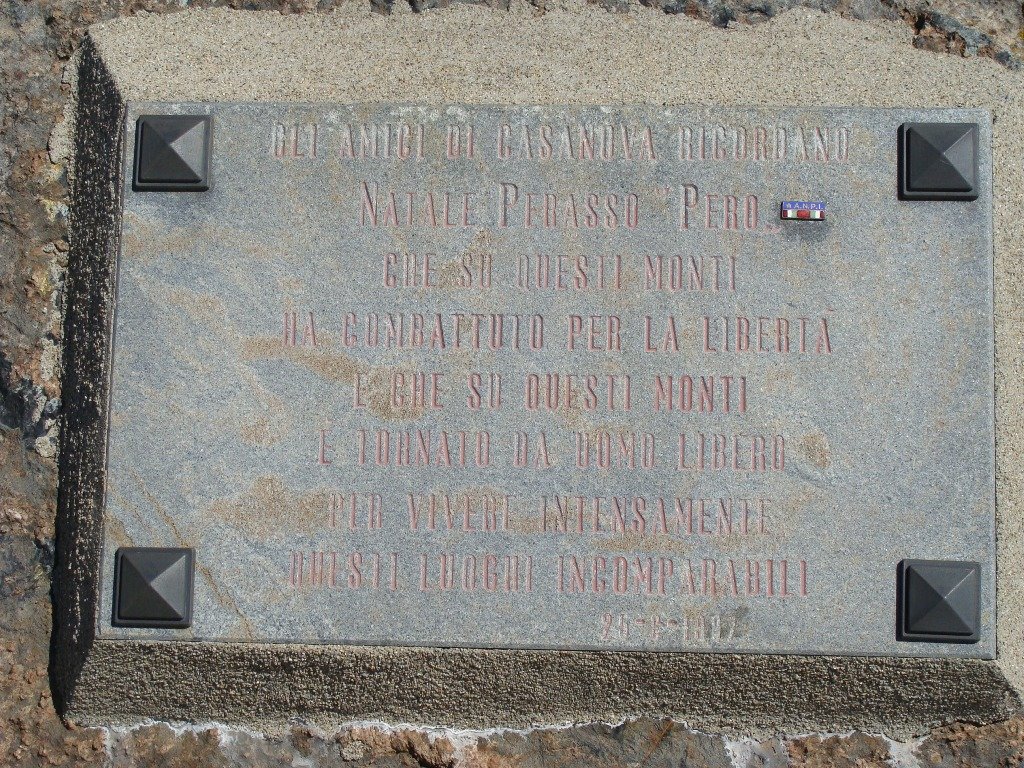 GLI AMICI DI CASANOVA RICORDANO
NATALE PERASSO "PERO"
A.N.P.I.
CHE SU QUESTI MONTI
HA COMBATTUTO PER LA LIBERTÀ
E CHE SU QUESTI MONTI
È TORNATO DA UOMO LIBERO
PER VIVERE INTENSAMENTE
QUESTI LUOGHI INCOMPARABILI